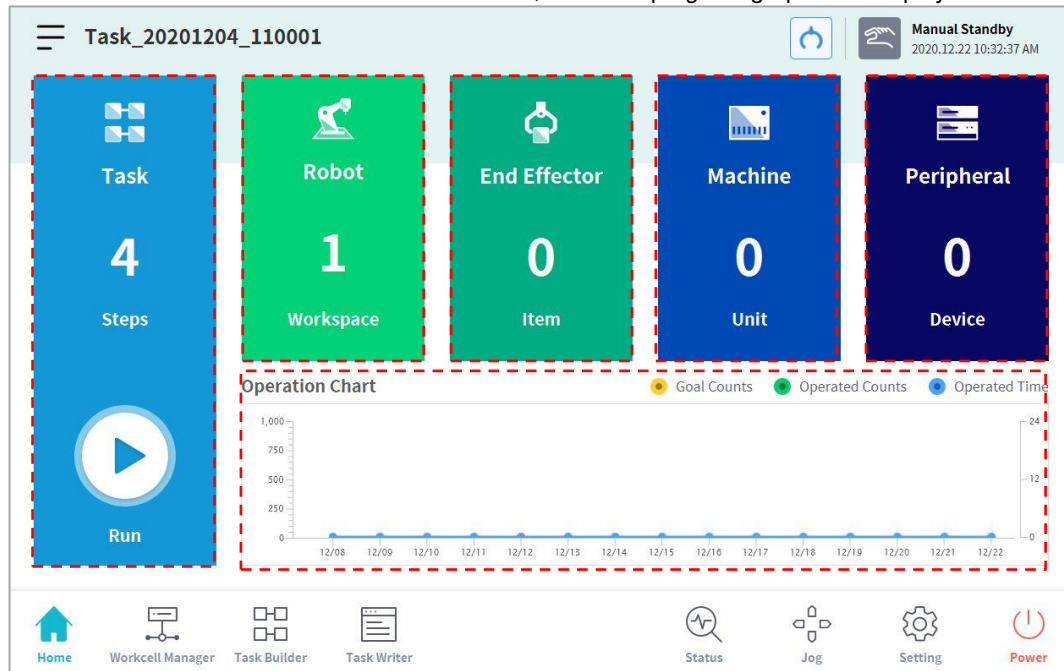 Task_20201204_110001
Manual Standby
2020.12.22 10:32:37 AM
Task
4
Steps
Run
Robot
1
Workspace
End Effector
0
Item
Machine
0
Unit
Peripheral
0
Device
Operation Chart
Goal Counts
Operated Counts
Operated Time
1,000
750
500
250
0
24
12
0
12/08 12/09 12/10 12/11 12/12 12/13 12/14 12/15 12/16 12/17 12/18 12/19 12/20 12/21 12/22
Home
Workcell Manager
Task Builder
Task Writer
Status
Jog
Setting
Power